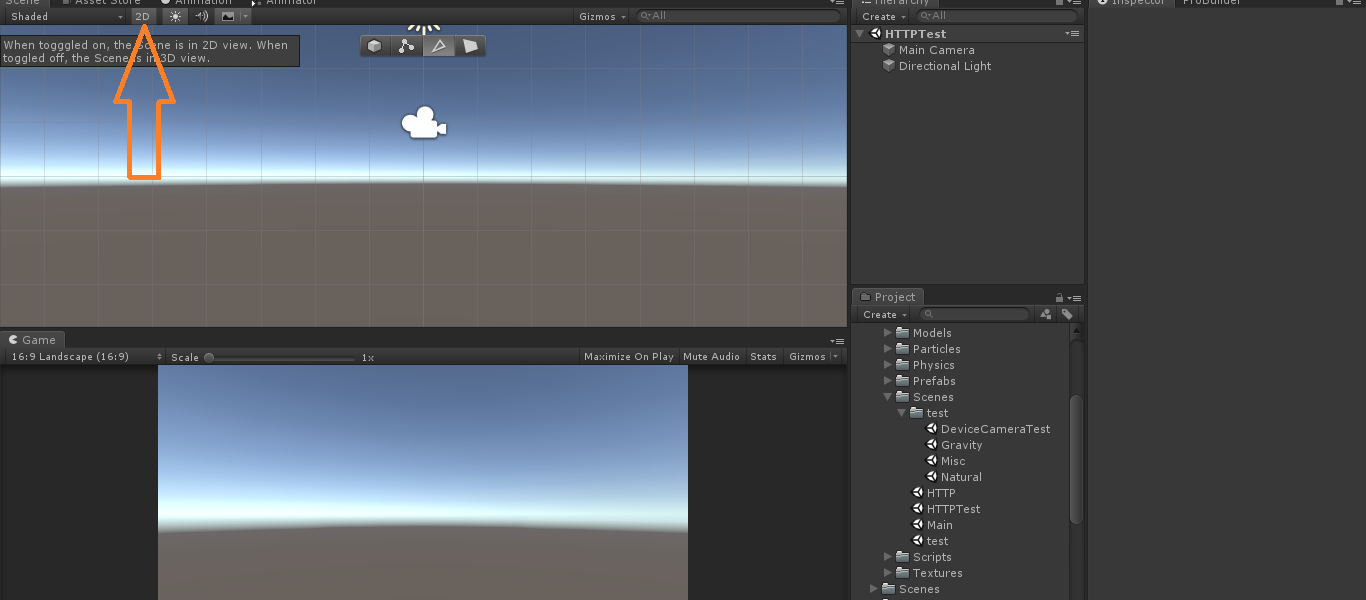 Scene Asset Store Animation Animator
Shaded 2D Gizmos All
When togggled on, the Scene is in 2D view. When
toggled off, the Scene is in 3D view.
Game
16:9 Landscape (16:9) Scale 1x Maximize On Play Mute Audio Stats Gizmos
Hierarchy
Create All
HTTPTest
Main Camera
Directional Light
Project
Create
Models
Particles
Physics
Prefabs
Scenes
test
DeviceCameraTest
Gravity
Misc
Natural
HTTP
HTTPTest
Main
test
Scripts
Textures
Scenes
Inspector ProBuilder